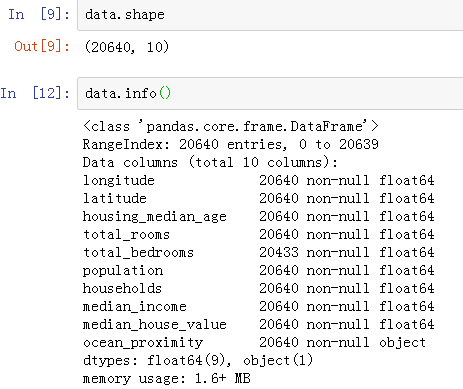 In [9]: data.shape
Out[9]: (20640, 10)
In [12]: data.info()
<class 'pandas.core.frame.DataFrame'>
RangeIndex: 20640 entries, 0 to 20639
Data columns (total 10 columns):
longitude             20640 non-null float64
latitude              20640 non-null float64
housing_median_age    20640 non-null float64
total_rooms           20640 non-null float64
total_bedrooms        20433 non-null float64
population            20640 non-null float64
households            20640 non-null float64
median_income         20640 non-null float64
median_house_value    20640 non-null float64
ocean_proximity       20640 non-null object
dtypes: float64(9), object(1)
memory usage: 1.6+ MB